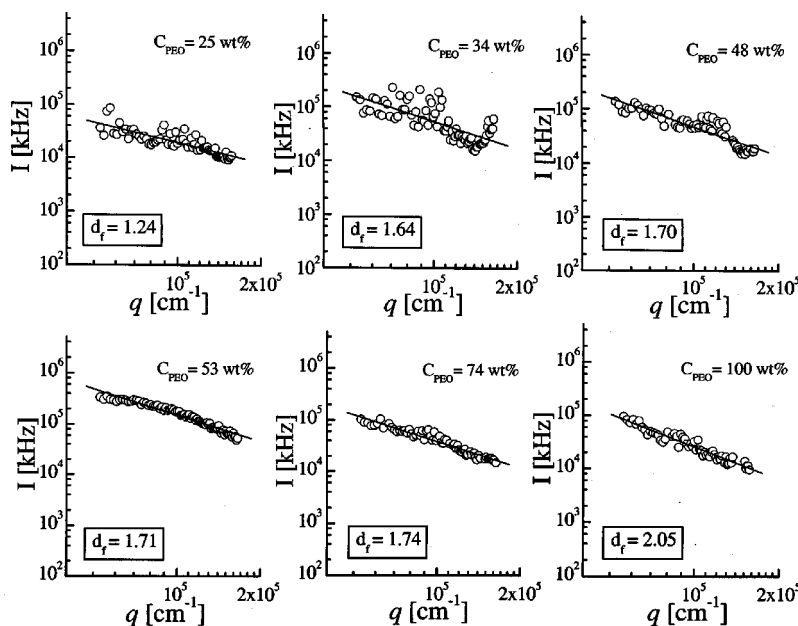 C_PEO = 25 wt%
I [kHz]
10^6
10^5
10^4
10^3
10^2
d_f = 1.24
10^5 2x10^5
q [cm^-1]
C_PEO = 34 wt%
I [kHz]
10^6
10^5
10^4
10^3
10^2
d_f = 1.64
10^5 2x10^5
q [cm^-1]
C_PEO = 48 wt%
I [kHz]
10^6
10^5
10^4
10^3
10^2
d_f = 1.70
10^5 2x10^5
q [cm^-1]
C_PEO = 53 wt%
I [kHz]
10^6
10^5
10^4
10^3
10^2
d_f = 1.71
10^5 2x10^5
q [cm^-1]
C_PEO = 74 wt%
I [kHz]
10^6
10^5
10^4
10^3
10^2
d_f = 1.74
10^5 2x10^5
q [cm^-1]
C_PEO = 100 wt%
I [kHz]
10^6
10^5
10^4
10^3
10^2
d_f = 2.05
10^5 2x10^5
q [cm^-1]